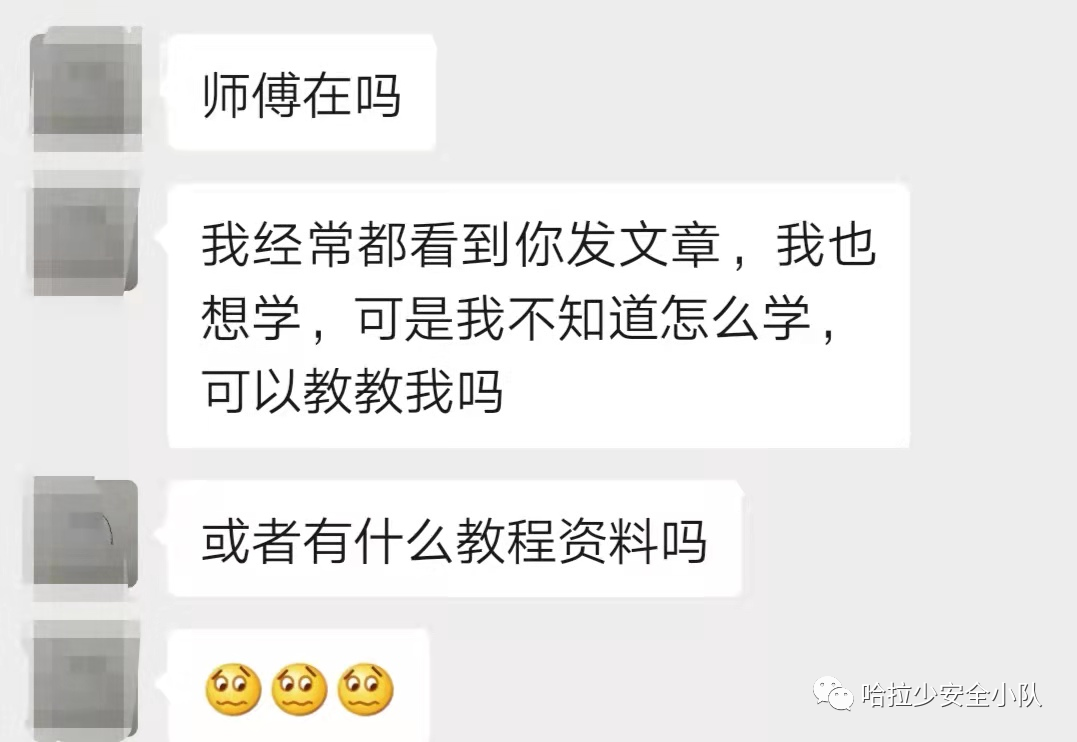 师傅在吗
我经常都看到你发文章，我也
想学，可是我不知道怎么学，
可以教教我吗
或者有什么教程资料吗
哈拉少安全小队